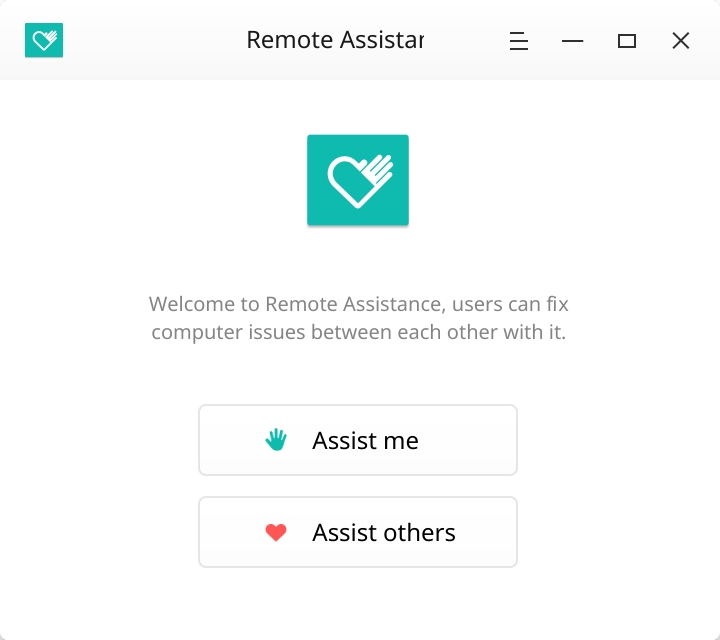 Remote Assistar
Welcome to Remote Assistance, users can fix
computer issues between each other with it.
Assist me
Assist others